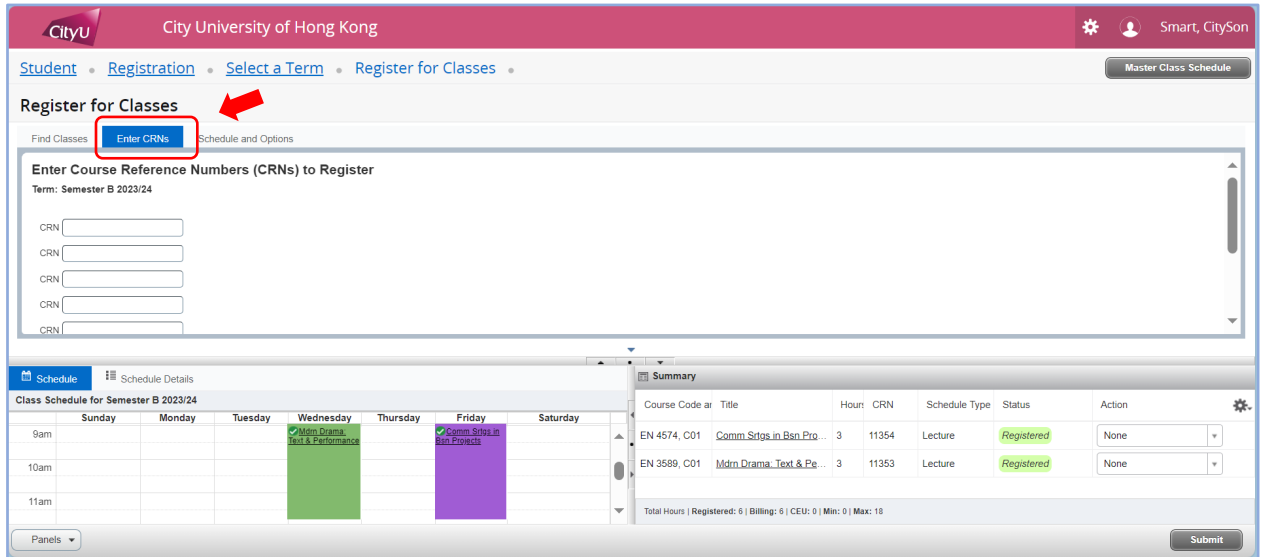 CityU City University of Hong Kong Smart, CitySon
Student Registration Select a Term Register for Classes Master Class Schedule
Register for Classes
Find Classes Enter CRNs Schedule and Options
Enter Course Reference Numbers (CRNs) to Register
Term: Semester B 2023/24
CRN
CRN
CRN
CRN
CRN
Schedule Schedule Details
Class Schedule for Semester B 2023/24
Sunday Monday Tuesday Wednesday Thursday Friday Saturday
9am Mdrn Drama: Comm Srtgs in
Text & Performance Bsn Projects
10am
11am
Summary
Course Code ar Title Hours CRN Schedule Type Status Action
EN 4574, C01 Comm Srtgs in Bsn Pro... 3 11354 Lecture Registered None
EN 3589, C01 Mdrn Drama: Text & Pe... 3 11353 Lecture Registered None
Total Hours | Registered: 6 | Billing: 6 | CEU: 0 | Min: 0 | Max: 18
Panels Submit